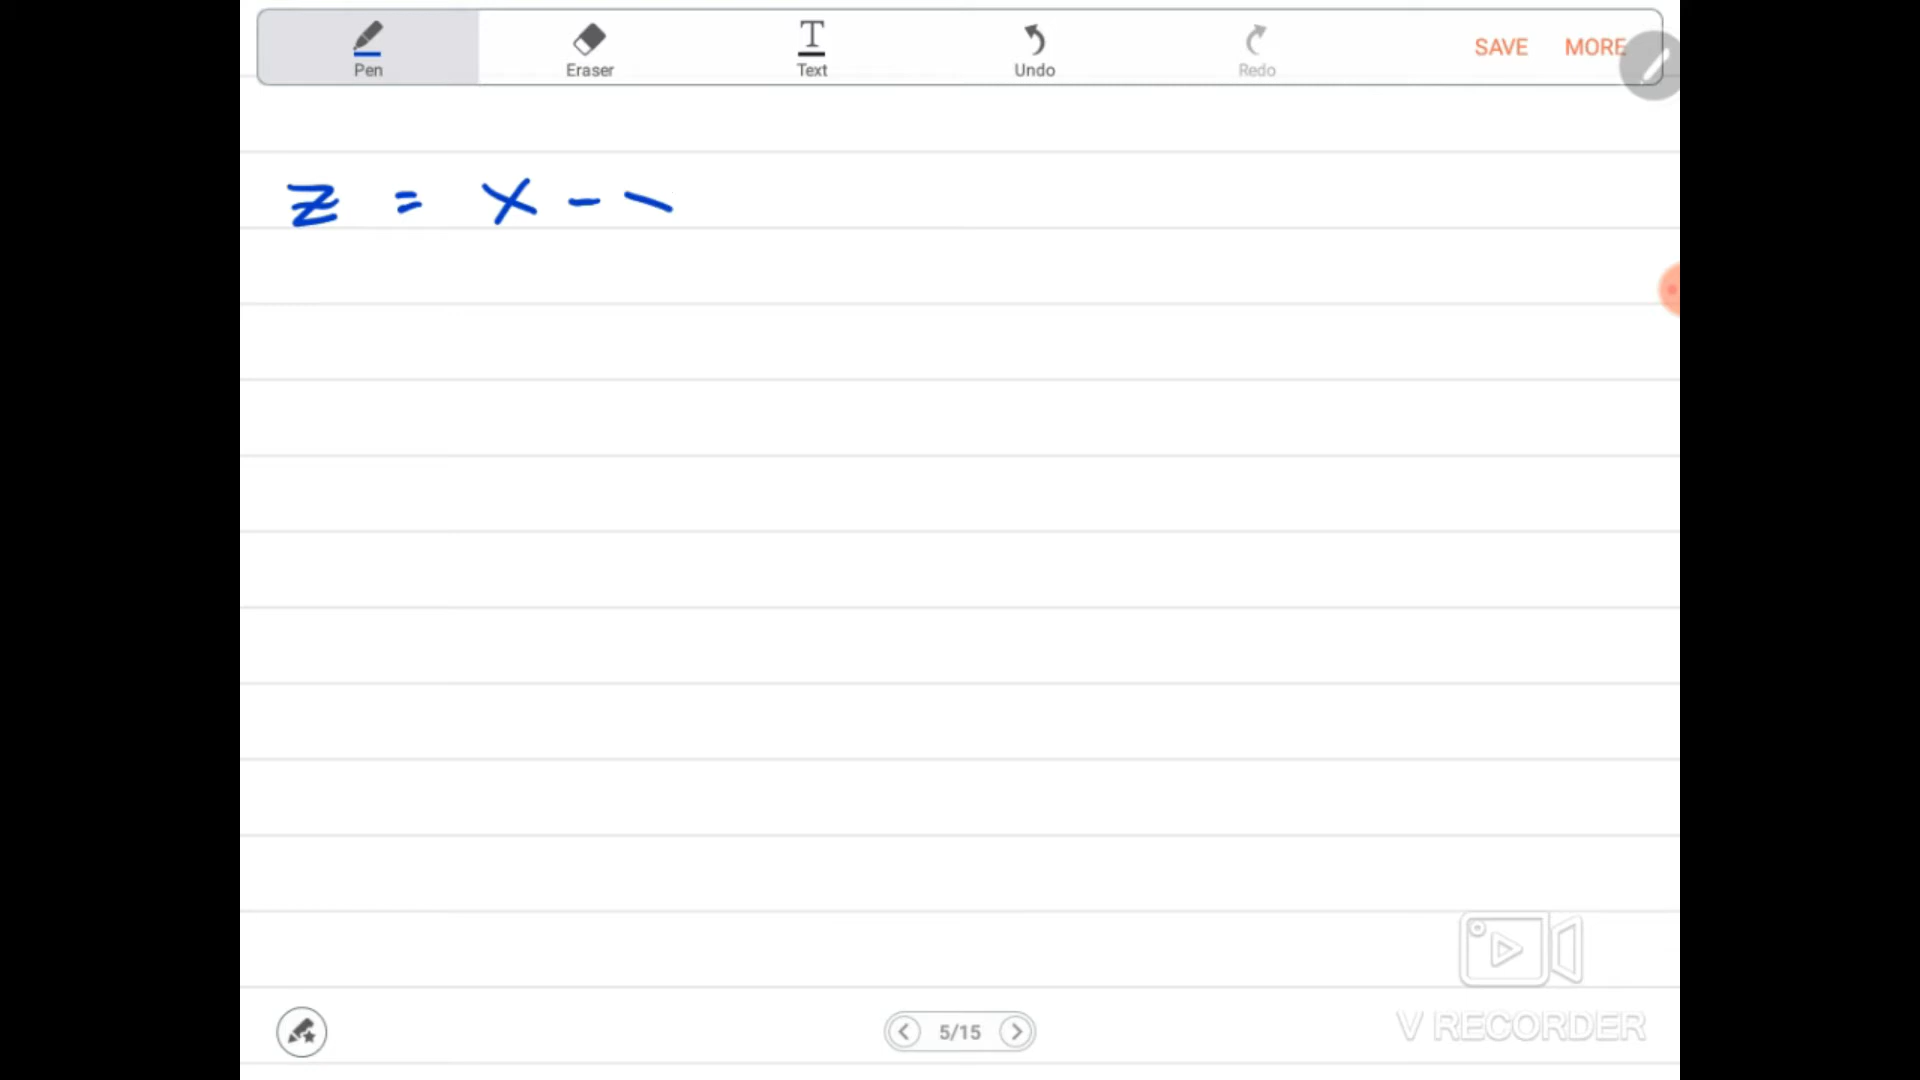 Pen Eraser Text Undo Redo SAVE MORE
z = x -
5/15
V RECORDER